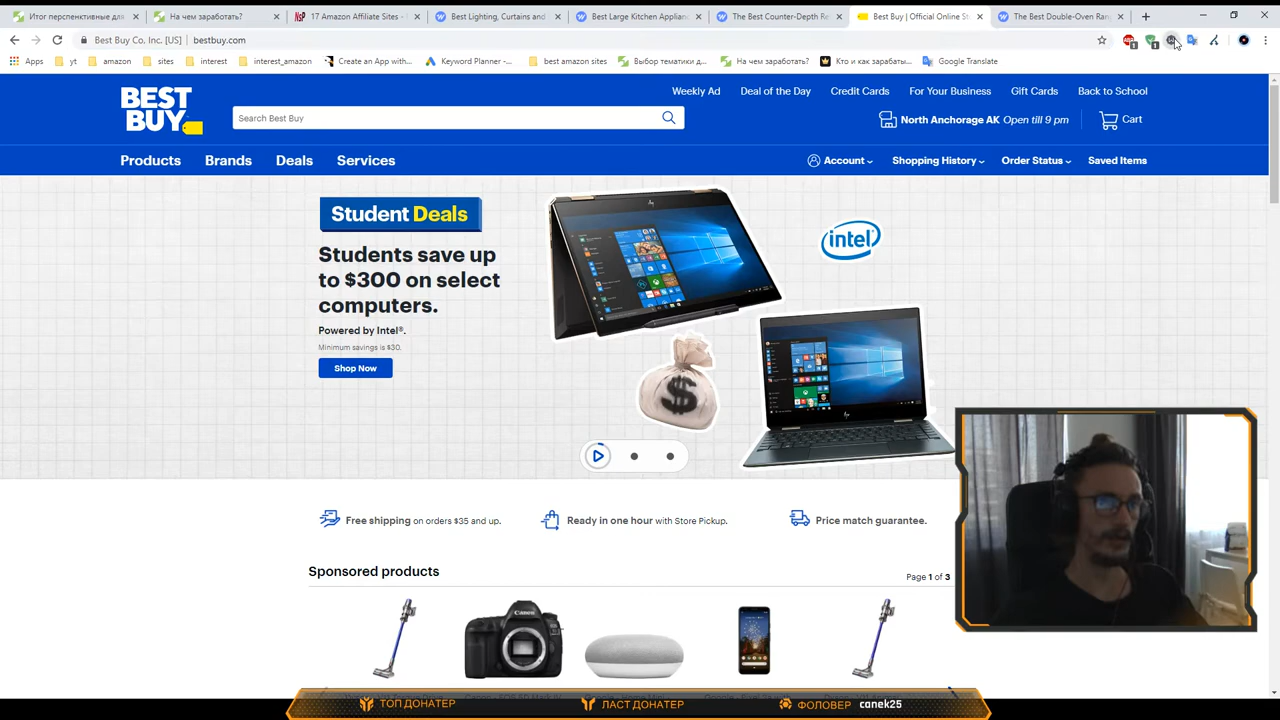 Итог перспенктивные для
На чем заработать?
17 Amazon Affiliate Sites -
Best Lighting, Curtains and
Best Large Kitchen Applian
The Best Counter-Depth Re
Best Buy | Official Online St
The Best Double-Oven Ran
Best Buy Co, Inc. [US] | bestbuy.com
Apps
yt
amazon
sites
interest
interest_amazon
Create an App with...
Keyword Planner -...
best amazon sites
Выбор тематики д...
На чем заработать?
Кто и как зарабаты...
Google Translate
BEST BUY
Weekly Ad
Deal of the Day
Credit Cards
For Your Business
Gift Cards
Back to School
Search Best Buy
North Anchorage AK Open till 9 pm
Cart
Products
Brands
Deals
Services
Account
Shopping History
Order Status
Saved Items
Student Deals
Students save up
to $300 on select
computers.
Powered by Intel®.
Minimum savings is $30.
Shop Now
intel
$
Free shipping on orders $35 and up.
Ready in one hour with Store Pickup.
Price match guarantee.
Sponsored products
Page 1 of 3
Canon
ТОП ДОНАТЕР
ЛАСТ ДОНАТЕР
ФОЛОВЕР canek25